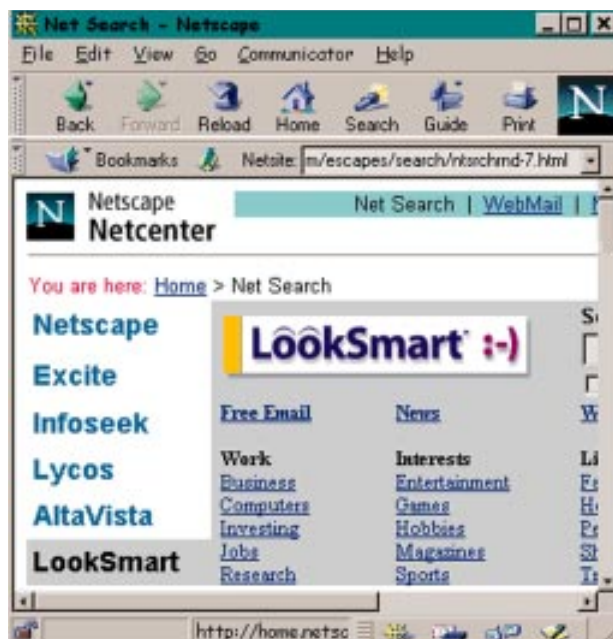 Net Search - Netscape
File Edit View Go Communicator Help
Back Forward Reload Home Search Guide Print N
Bookmarks Netsite: m/escapes/search/ntsrchrnd-7.html
N Netscape Netcenter
Net Search | WebMail |
You are here: Home > Net Search
Netscape
Excite
Infoseek
Lycos
AltaVista
LookSmart
LookSmart :-)
Free Email News
Work Interests
Business Entertainment
Computers Games
Investing Hobbies
Jobs Magazines
Research Sports
http://home.netsc